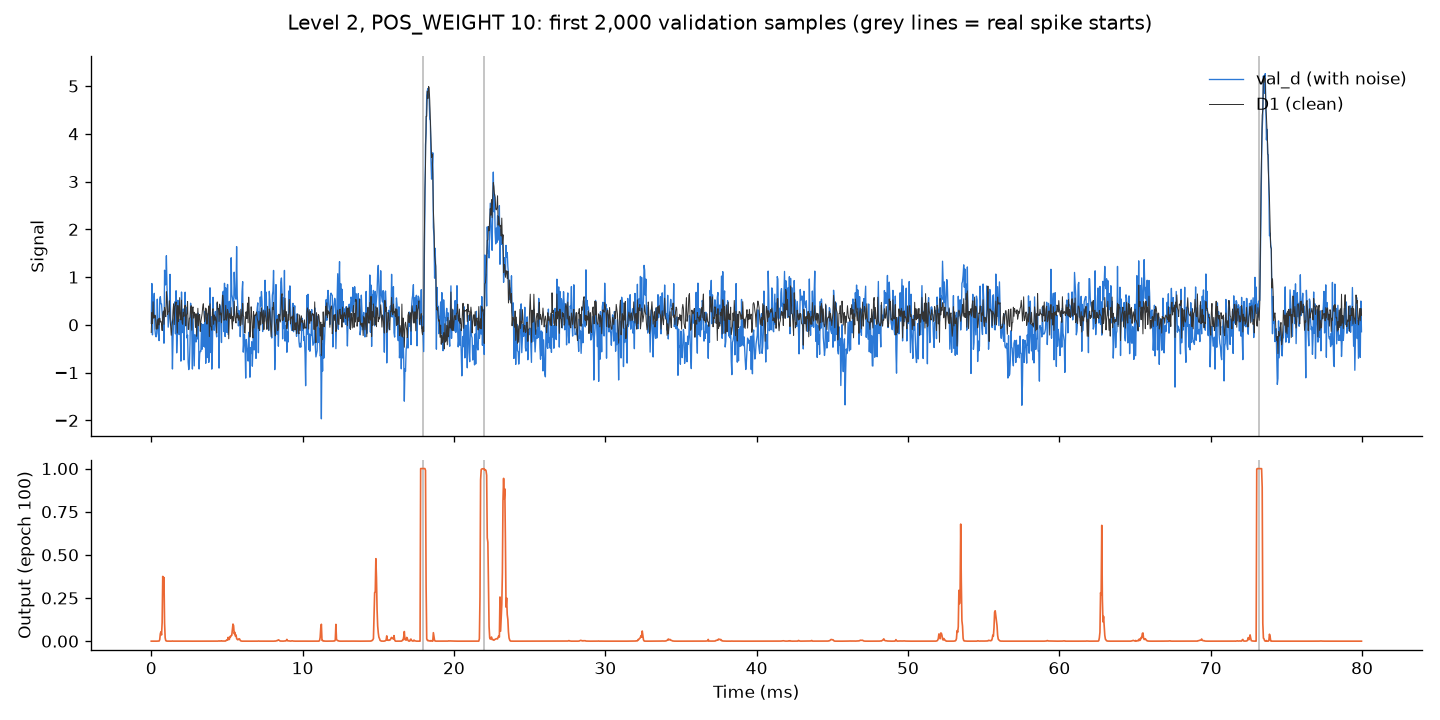 Level 2, POS_WEIGHT 10: first 2,000 validation samples (grey lines = real spike starts)
val_d (with noise)
D1 (clean)
Signal
5
4
3
2
1
0
−1
−2
Output (epoch 100)
1.00
0.75
0.50
0.25
0.00
0 10 20 30 40 50 60 70 80
Time (ms)